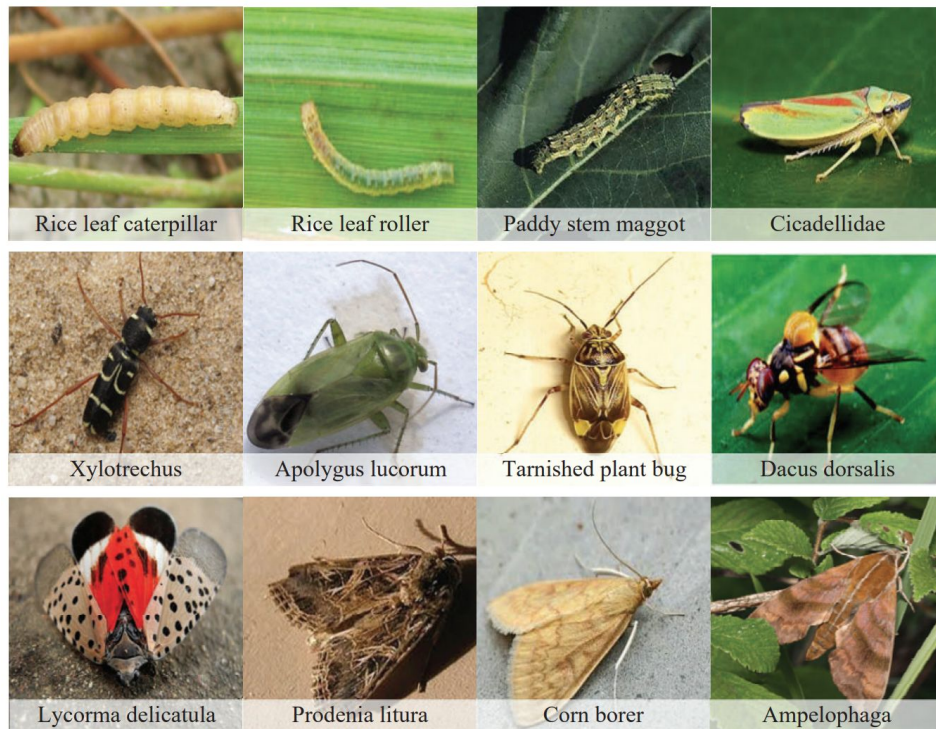 Rice leaf caterpillar
Rice leaf roller
Paddy stem maggot
Cicadellidae
Xylotrechus
Apolygus lucorum
Tarnished plant bug
Dacus dorsalis
Lycorma delicatula
Prodenia litura
Corn borer
Ampelophaga